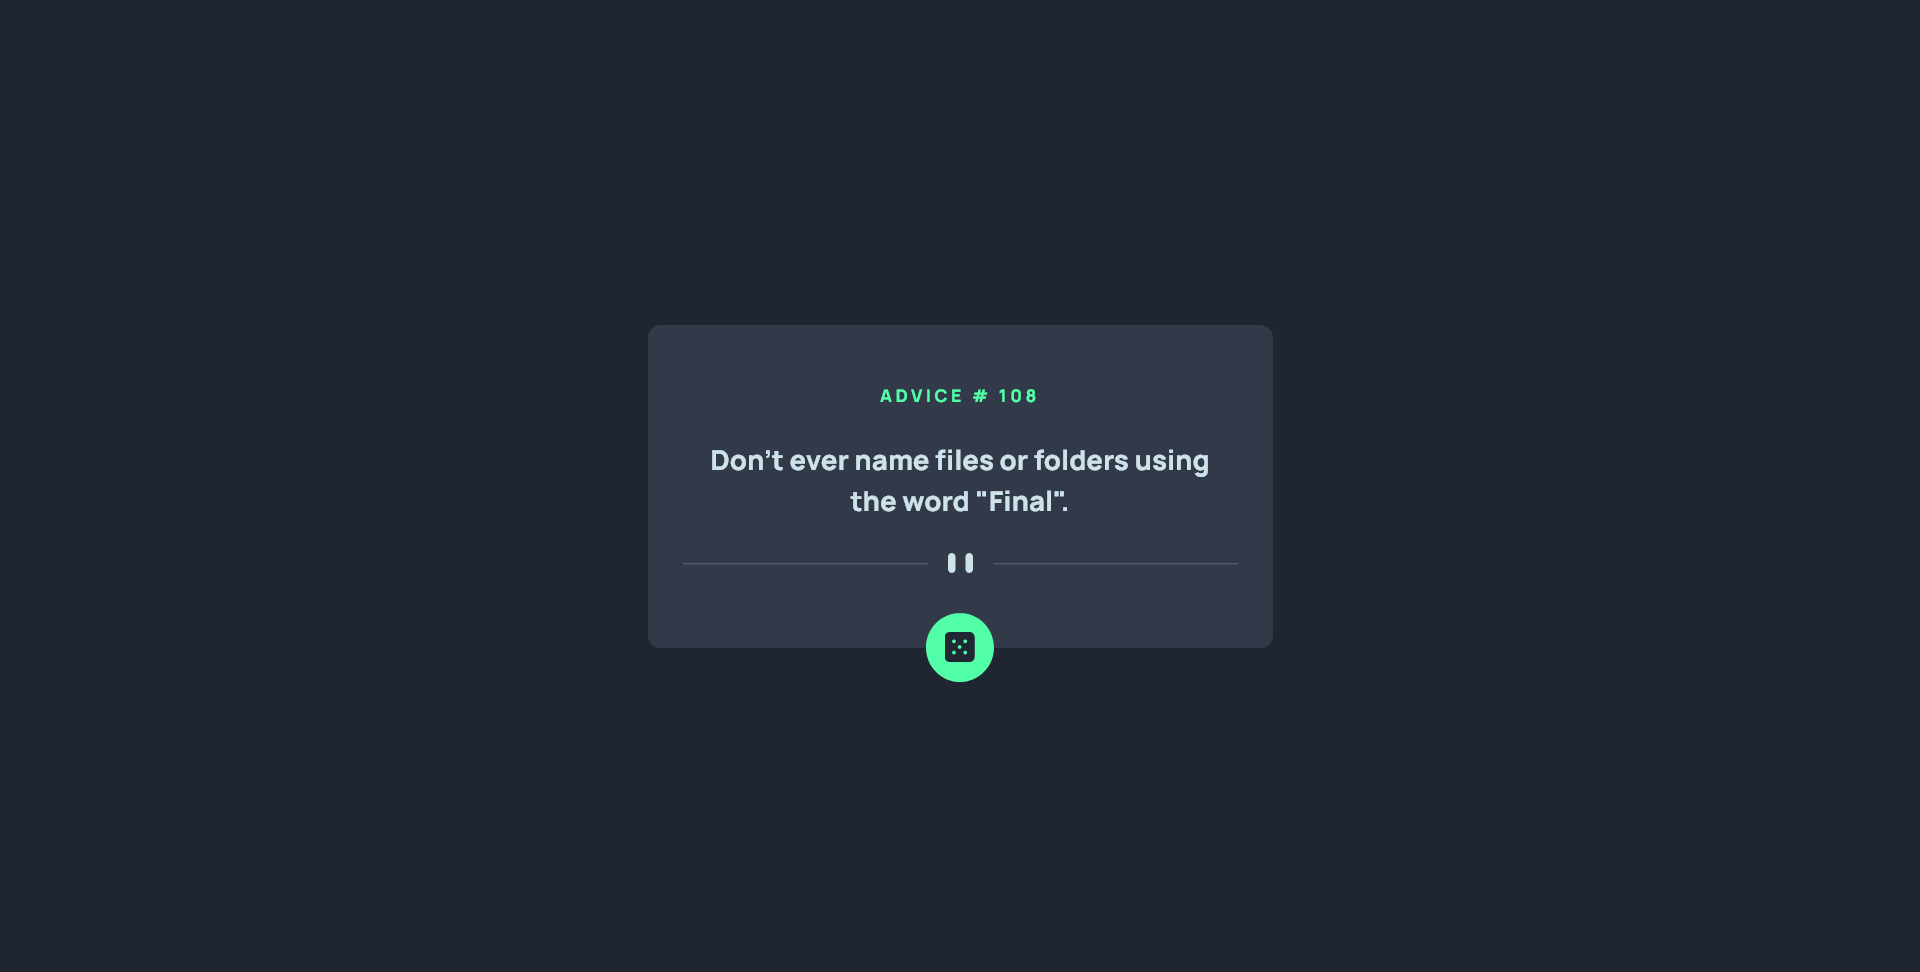 ADVICE # 108
Don't ever name files or folders using
the word "Final".